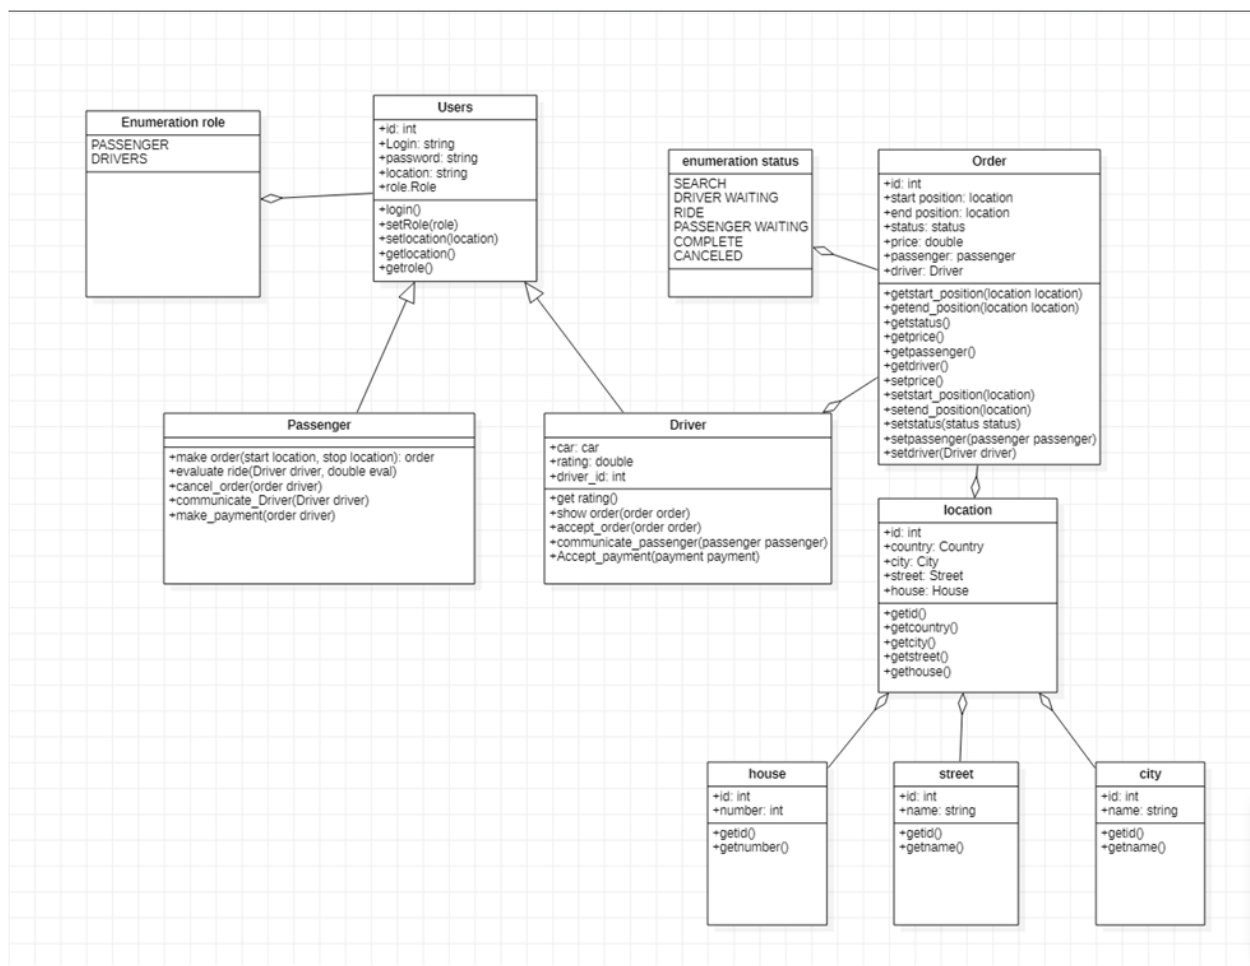 Enumeration role
PASSENGER
DRIVERS
Users
+id: int
+Login: string
+password: string
+location: string
+role.Role
+login()
+setRole(role)
+setlocation(location)
+getlocation()
+getrole()
enumeration status
SEARCH
DRIVER WAITING
RIDE
PASSENGER WAITING
COMPLETE
CANCELED
Order
+id: int
+start position: location
+end position: location
+status: status
+price: double
+passenger: passenger
+driver: Driver
+getstart_position(location location)
+getend_position(location location)
+getstatus()
+getprice()
+getpassenger()
+getdriver()
+setprice()
+setstart_position(location)
+setend_position(location)
+setstatus(status status)
+setpassenger(passenger passenger)
+setdriver(Driver driver)
Passenger
+make order(start location, stop location): order
+evaluate ride(Driver driver, double eval)
+cancel_order(order driver)
+communicate_Driver(Driver driver)
+make_payment(order driver)
Driver
+car: car
+rating: double
+driver_id: int
+get rating()
+show order(order order)
+accept_order(order order)
+communicate_passenger(passenger passenger)
+Accept_payment(payment payment)
location
+id: int
+country: Country
+city: City
+street: Street
+house: House
+getid()
+getcountry()
+getcity()
+getstreet()
+gethouse()
house
+id: int
+number: int
+getid()
+getnumber()
street
+id: int
+name: string
+getid()
+getname()
city
+id: int
+name: string
+getid()
+getname()